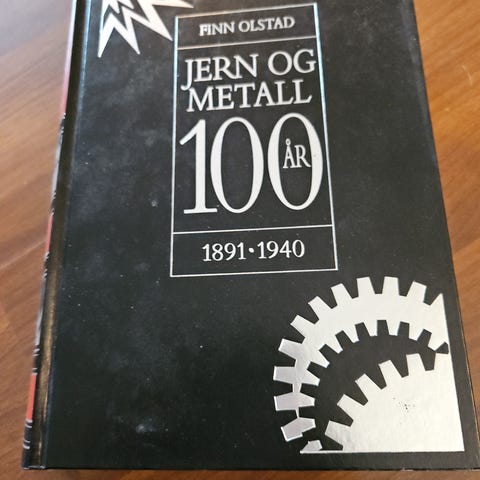 FINN OLSTAD
JERN OG
METALL
100
ÅR
1891·1940